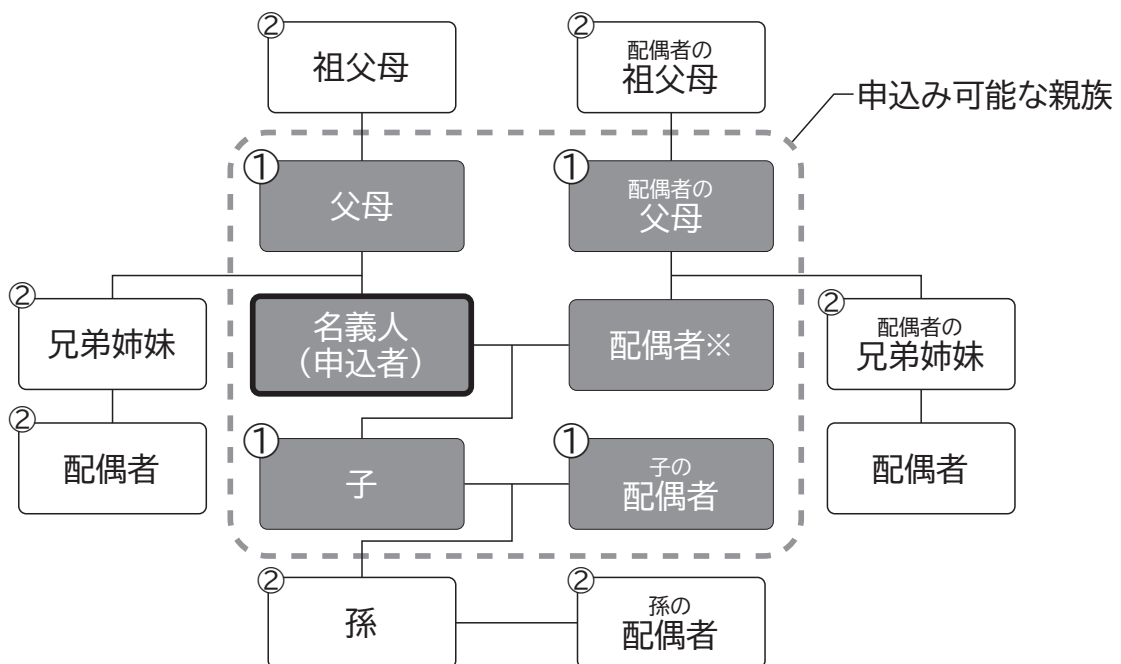 ②
祖父母
②
配偶者の
祖父母
申込み可能な親族
①
父母
①
配偶者の
父母
②
兄弟姉妹
名義人
（申込者）
配偶者※
②
配偶者の
兄弟姉妹
②
配偶者
①
子
①
子の
配偶者
配偶者
②
孫
②
孫の
配偶者